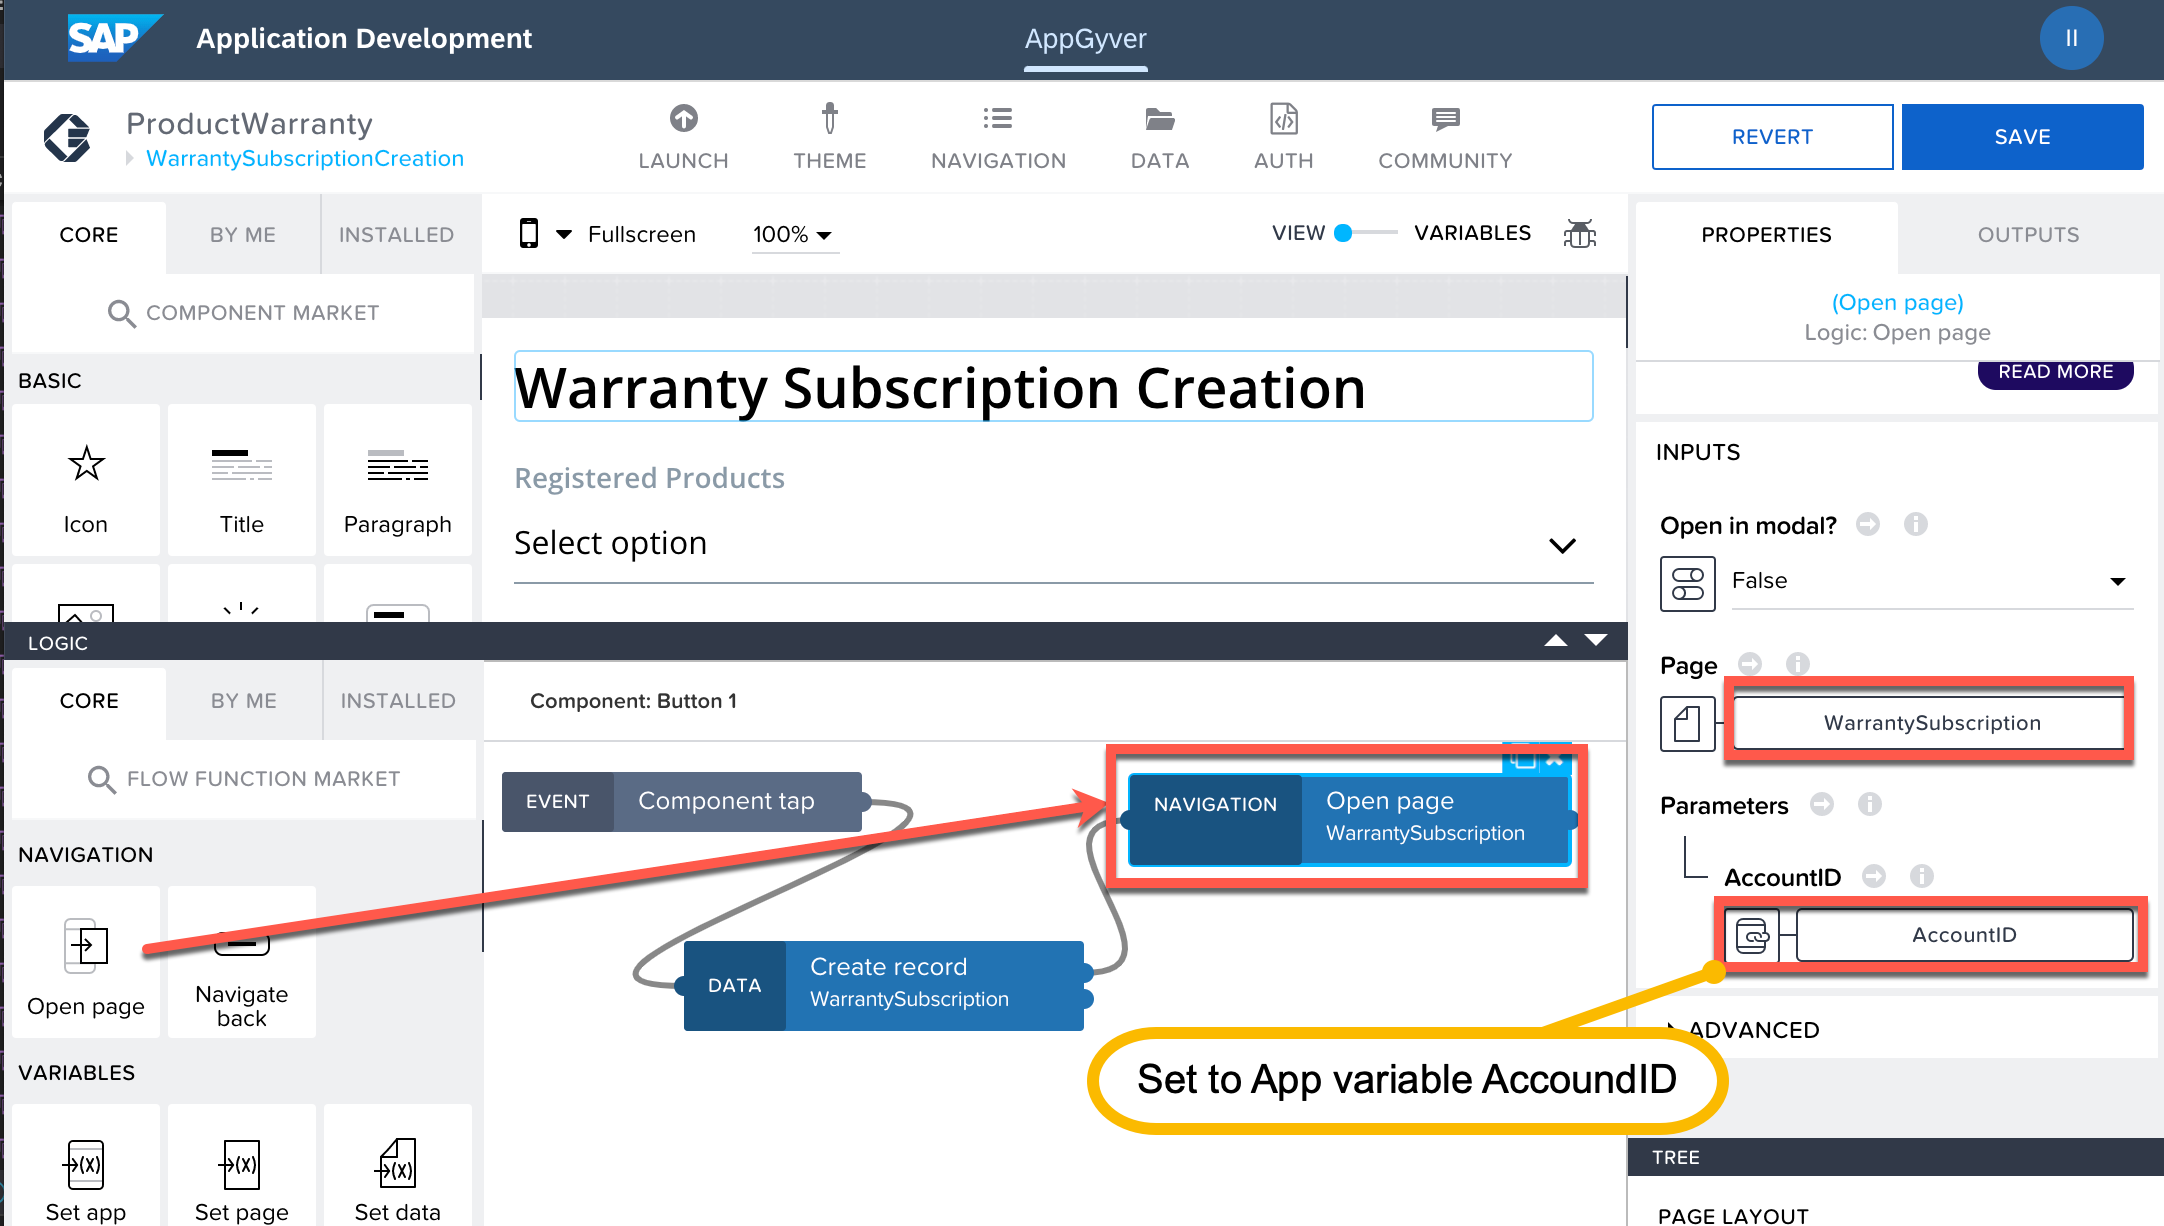 SAP Application Development
AppGyver
II
ProductWarranty
WarrantySubscriptionCreation
LAUNCH
THEME
NAVIGATION
DATA
AUTH
COMMUNITY
REVERT
SAVE
CORE
BY ME
INSTALLED
COMPONENT MARKET
BASIC
Icon
Title
Paragraph
Fullscreen
100%
VIEW
VARIABLES
Warranty Subscription Creation
Registered Products
Select option
LOGIC
CORE
BY ME
INSTALLED
FLOW FUNCTION MARKET
NAVIGATION
Open page
Navigate
back
VARIABLES
(x)
Set app
(x)
Set page
(x)
Set data
Component: Button 1
EVENT
Component tap
NAVIGATION
Open page
WarrantySubscription
DATA
Create record
WarrantySubscription
Set to App variable AccoundID
PROPERTIES
OUTPUTS
(Open page)
Logic: Open page
READ MORE
INPUTS
Open in modal?
False
Page
WarrantySubscription
Parameters
AccountID
AccountID
ADVANCED
TREE
PAGE LAYOUT